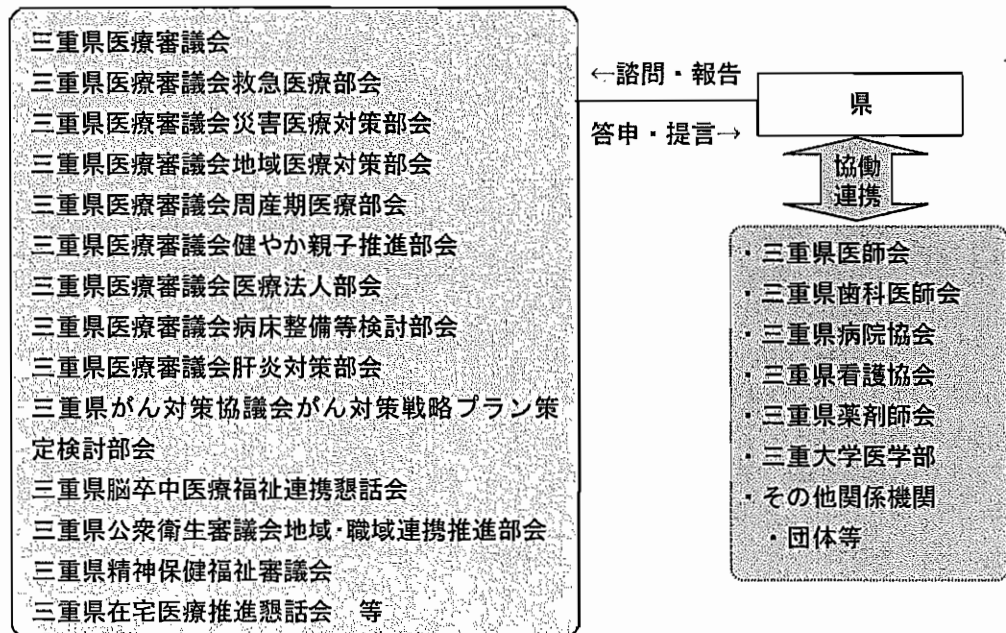 三重県医療審議会
三重県医療審議会救急医療部会
三重県医療審議会災害医療対策部会
三重県医療審議会地域医療対策部会
三重県医療審議会周産期医療部会
三重県医療審議会健やか親子推進部会
三重県医療審議会医療法人部会
三重県医療審議会病床整備等検討部会
三重県医療審議会肝炎対策部会
三重県がん対策協議会がん対策戦略プラン策
定検討部会
三重県脳卒中医療福祉連携懇話会
三重県公衆衛生審議会地域・職域連携推進部会
三重県精神保健福祉審議会
三重県在宅医療推進懇話会　等
←諮問・報告
答申・提言→
県
協働
連携
・三重県医師会
・三重県歯科医師会
・三重県病院協会
・三重県看護協会
・三重県薬剤師会
・三重大学医学部
・その他関係機関
・団体等